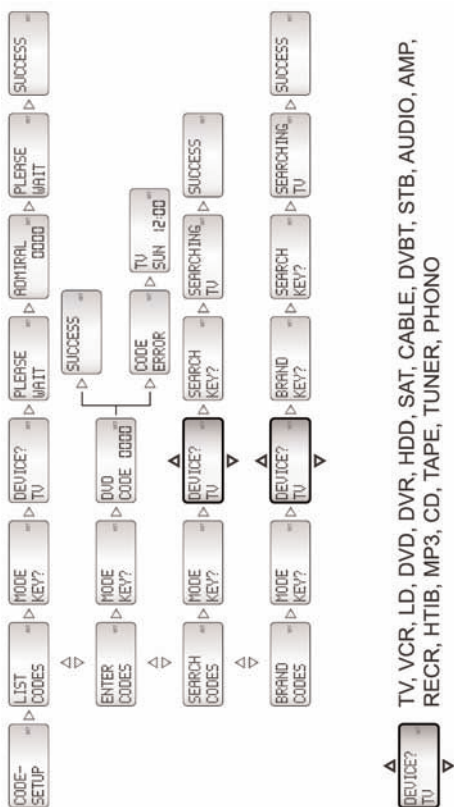 CODE-
SETUP
LIST
CODES
MODE
KEY?
DEVICE?
TV
PLEASE
WAIT
ADMIRAL
0000
PLEASE
WAIT
SUCCESS
ENTER
CODES
MODE
KEY?
DVD
CODE 0000
SUCCESS
CODE
ERROR
TV
SUN 12:00
SEARCH
CODES
MODE
KEY?
DEVICE?
TV
SEARCH
KEY?
SEARCHING
TV
SUCCESS
BRAND
CODES
MODE
KEY?
DEVICE?
TV
BRAND
KEY?
SEARCH
KEY?
SEARCHING
TV
SUCCESS
DEVICE?
TV
TV, VCR, LD, DVD, DVR, HDD, SAT, CABLE, DVBT, STB, AUDIO, AMP,
RECR, HTIB, MP3, CD, TAPE, TUNER, PHONO